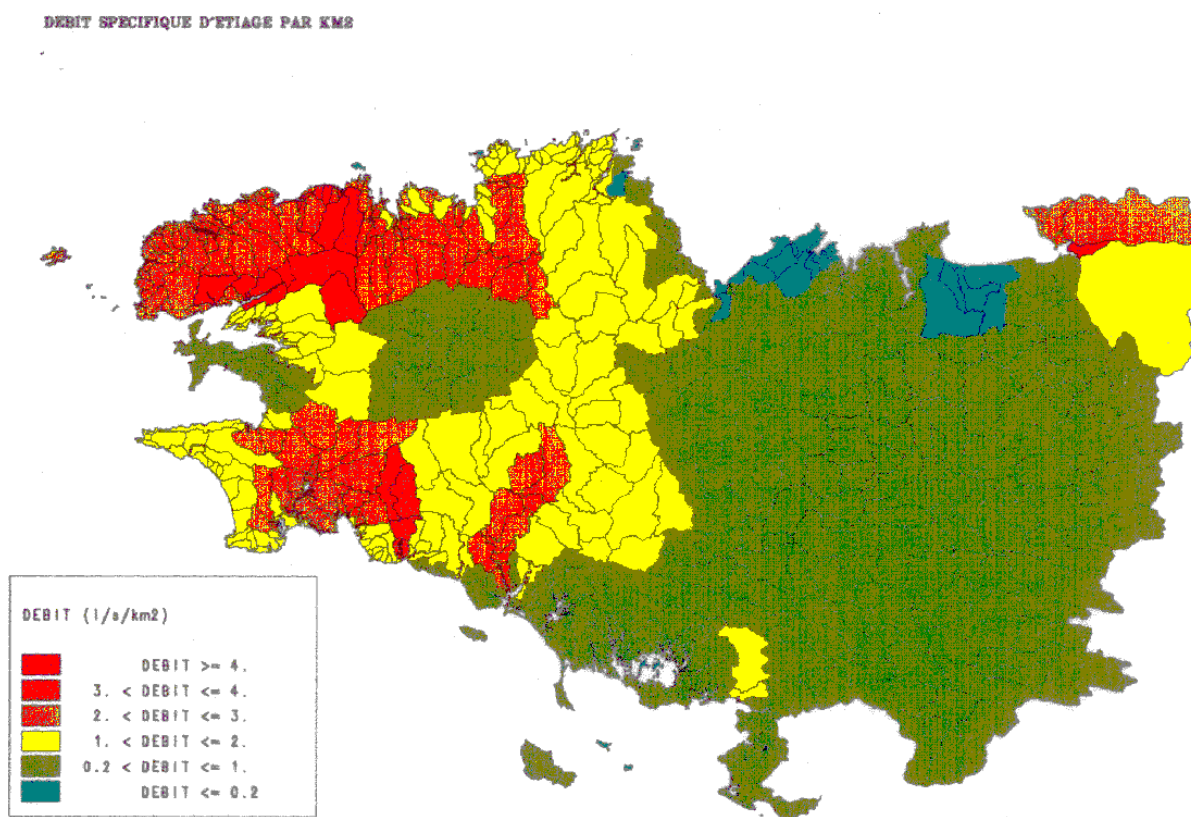 DEBIT SPECIFIQUE D'ETIAGE PAR KM2
DEBIT (l/s/km2)
DEBIT >= 4.
3. < DEBIT <= 4.
2. < DEBIT <= 3.
1. < DEBIT <= 2.
0.2 < DEBIT <= 1.
DEBIT <= 0.2